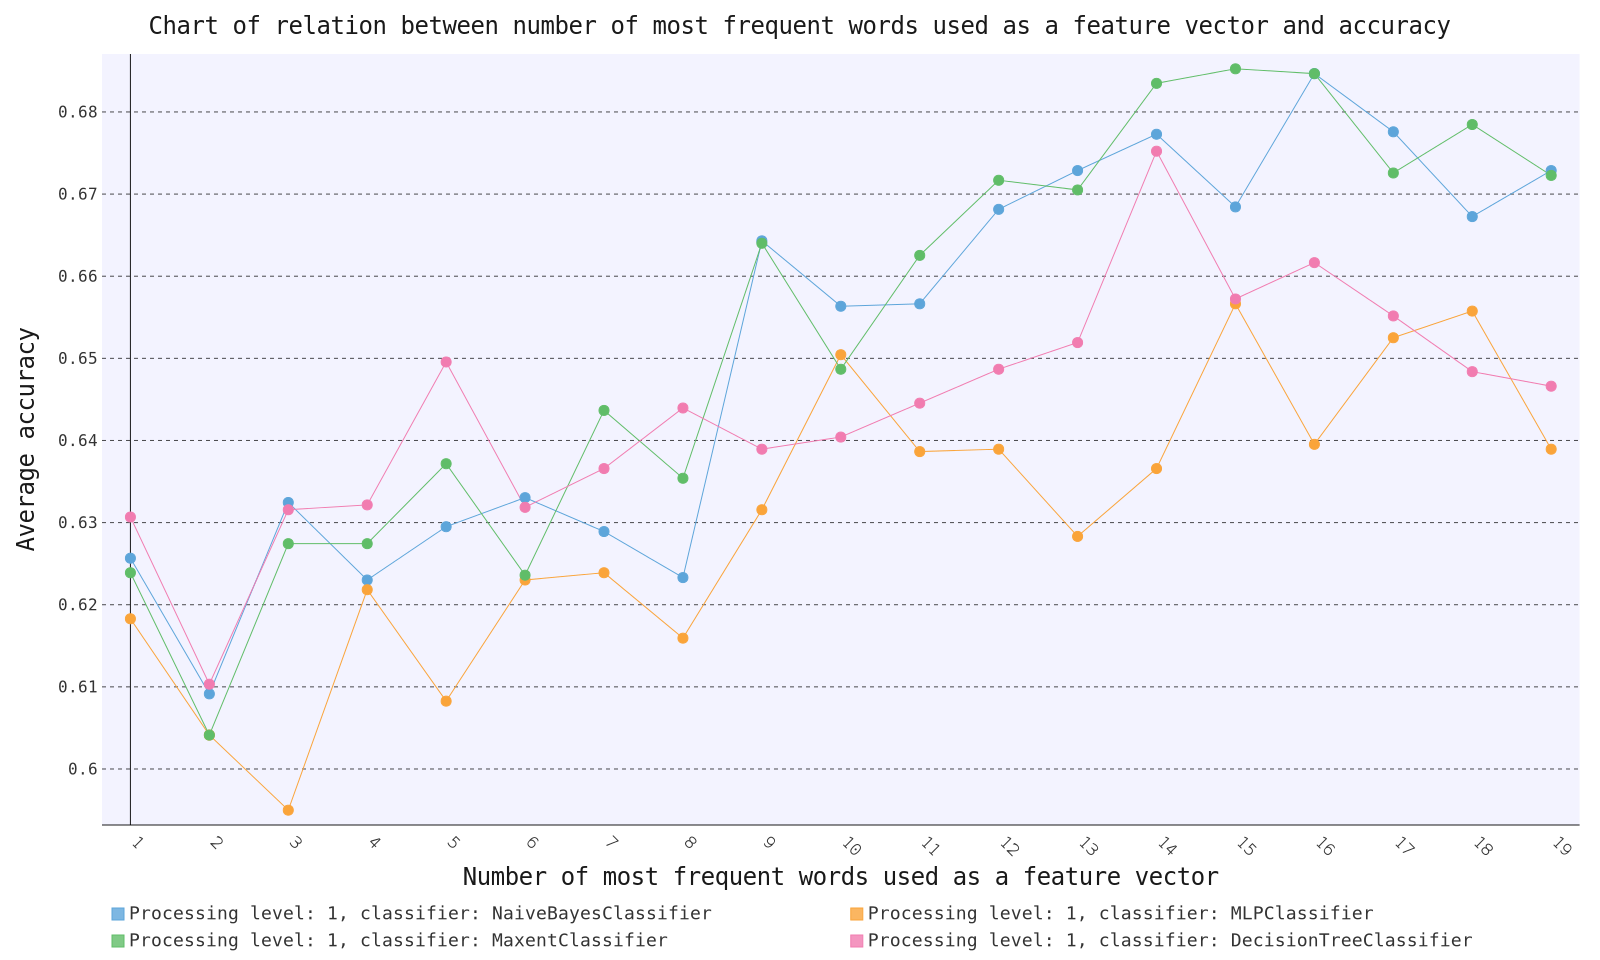 Chart of relation between number of most frequent words used as a feature vector and accuracy
Average accuracy
0.68
0.67
0.66
0.65
0.64
0.63
0.62
0.61
0.6
1 2 3 4 5 6 7 8 9 10 11 12 13 14 15 16 17 18 19
Number of most frequent words used as a feature vector
Processing level: 1, classifier: NaiveBayesClassifier
Processing level: 1, classifier: MLPClassifier
Processing level: 1, classifier: MaxentClassifier
Processing level: 1, classifier: DecisionTreeClassifier